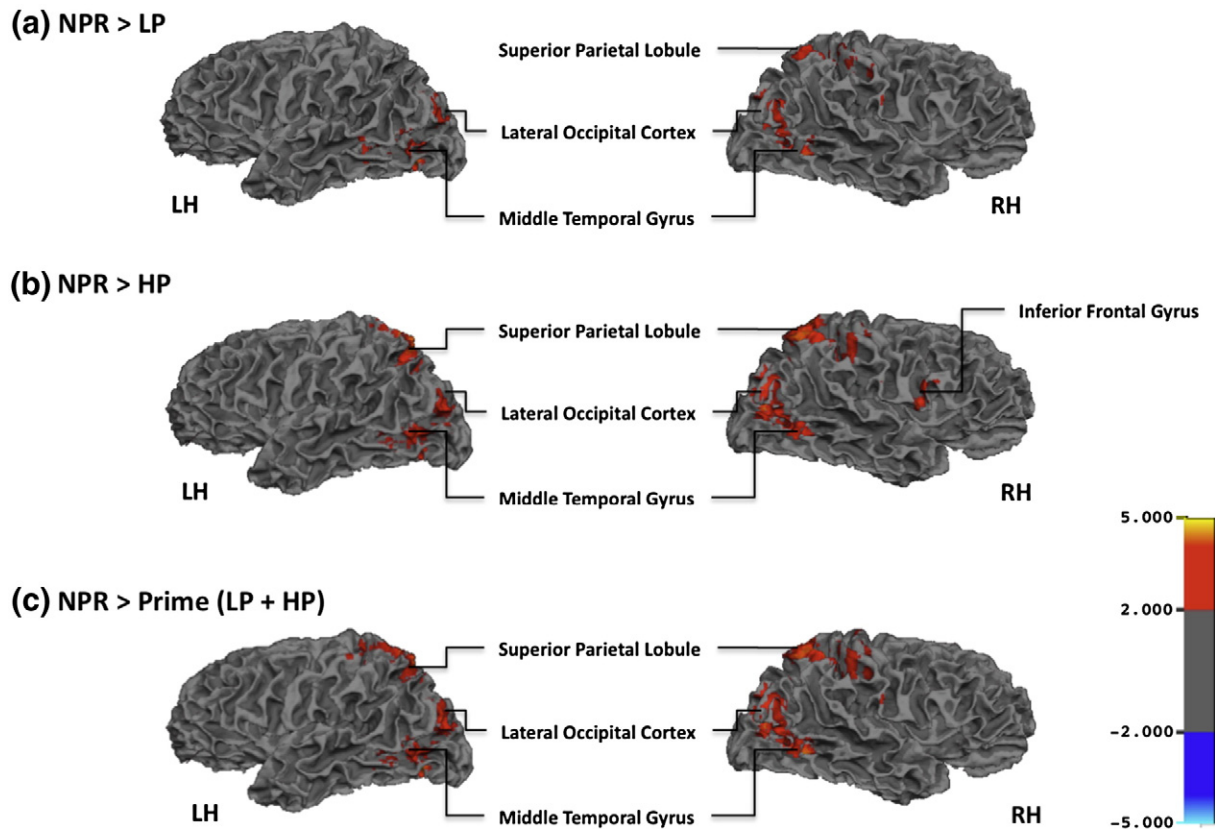 (a) NPR > LP
Superior Parietal Lobule
Lateral Occipital Cortex
LH
Middle Temporal Gyrus
RH
(b) NPR > HP
Inferior Frontal Gyrus
Superior Parietal Lobule
Lateral Occipital Cortex
LH
Middle Temporal Gyrus
RH
5.000
2.000
-2.000
-5.000
(c) NPR > Prime (LP + HP)
Superior Parietal Lobule
Lateral Occipital Cortex
LH
Middle Temporal Gyrus
RH